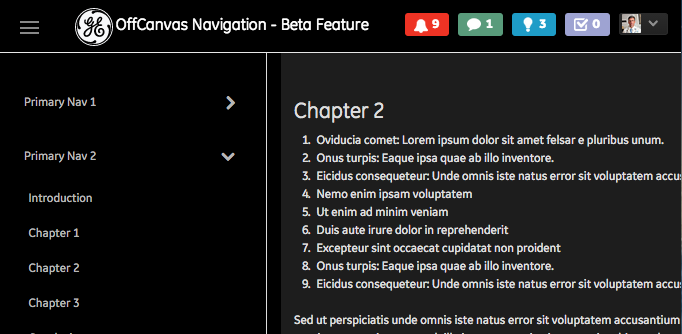 OffCanvas Navigation - Beta Feature
9
1
3
0
Primary Nav 1
Primary Nav 2
Introduction
Chapter 1
Chapter 2
Chapter 3
Chapter 2
1. Oviducia comet: Lorem ipsum dolor sit amet felsar e pluribus unum.
2. Onus turpis: Eaque ipsa quae ab illo inventore.
3. Eicidus consequeteur: Unde omnis iste natus error sit voluptatem accus
4. Nemo enim ipsam voluptatem
5. Ut enim ad minim veniam
6. Duis aute irure dolor in reprehenderit
7. Excepteur sint occaecat cupidatat non proident
8. Onus turpis: Eaque ipsa quae ab illo inventore.
9. Eicidus consequeteur: Unde omnis iste natus error sit voluptatem accus
Sed ut perspiciatis unde omnis iste natus error sit voluptatem accusantium